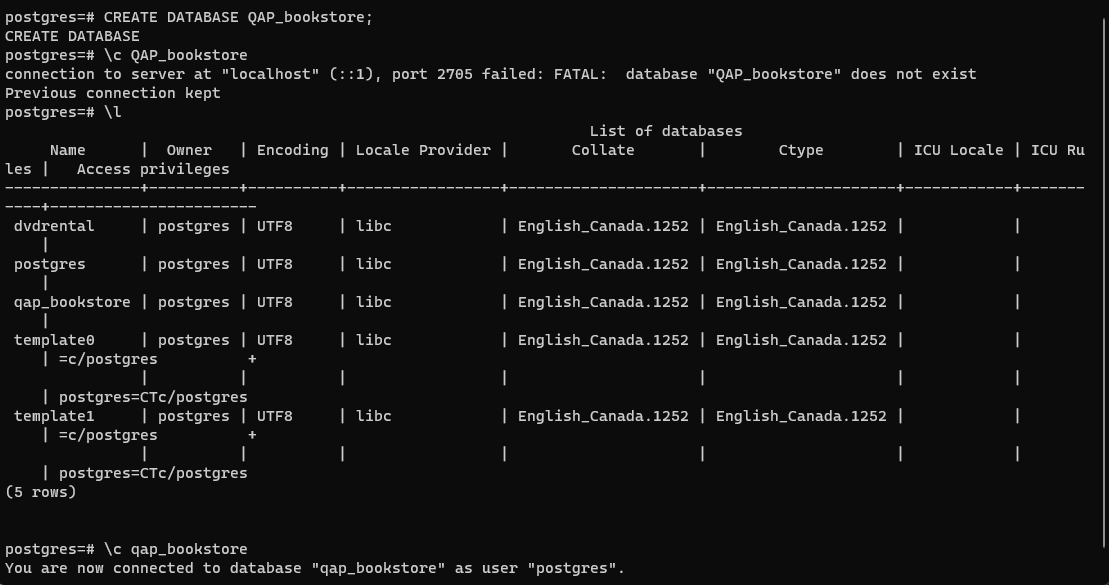 postgres=# CREATE DATABASE QAP_bookstore;
CREATE DATABASE
postgres=# \c QAP_bookstore
connection to server at "localhost" (::1), port 2705 failed: FATAL:  database "QAP_bookstore" does not exist
Previous connection kept
postgres=# \l
                                                                 List of databases
     Name      |  Owner   | Encoding | Locale Provider |       Collate       |        Ctype        | ICU Locale | ICU Ru
les |   Access privileges
---------------+----------+----------+-----------------+---------------------+---------------------+------------+-------
----+-----------------------
 dvdrental     | postgres | UTF8     | libc            | English_Canada.1252 | English_Canada.1252 |            |
    |
 postgres      | postgres | UTF8     | libc            | English_Canada.1252 | English_Canada.1252 |            |
    |
 qap_bookstore | postgres | UTF8     | libc            | English_Canada.1252 | English_Canada.1252 |            |
    |
 template0     | postgres | UTF8     | libc            | English_Canada.1252 | English_Canada.1252 |            |
    | =c/postgres          +
               |          |          |                 |                     |                     |            |
    | postgres=CTc/postgres
 template1     | postgres | UTF8     | libc            | English_Canada.1252 | English_Canada.1252 |            |
    | =c/postgres          +
               |          |          |                 |                     |                     |            |
    | postgres=CTc/postgres
(5 rows)


postgres=# \c qap_bookstore
You are now connected to database "qap_bookstore" as user "postgres".